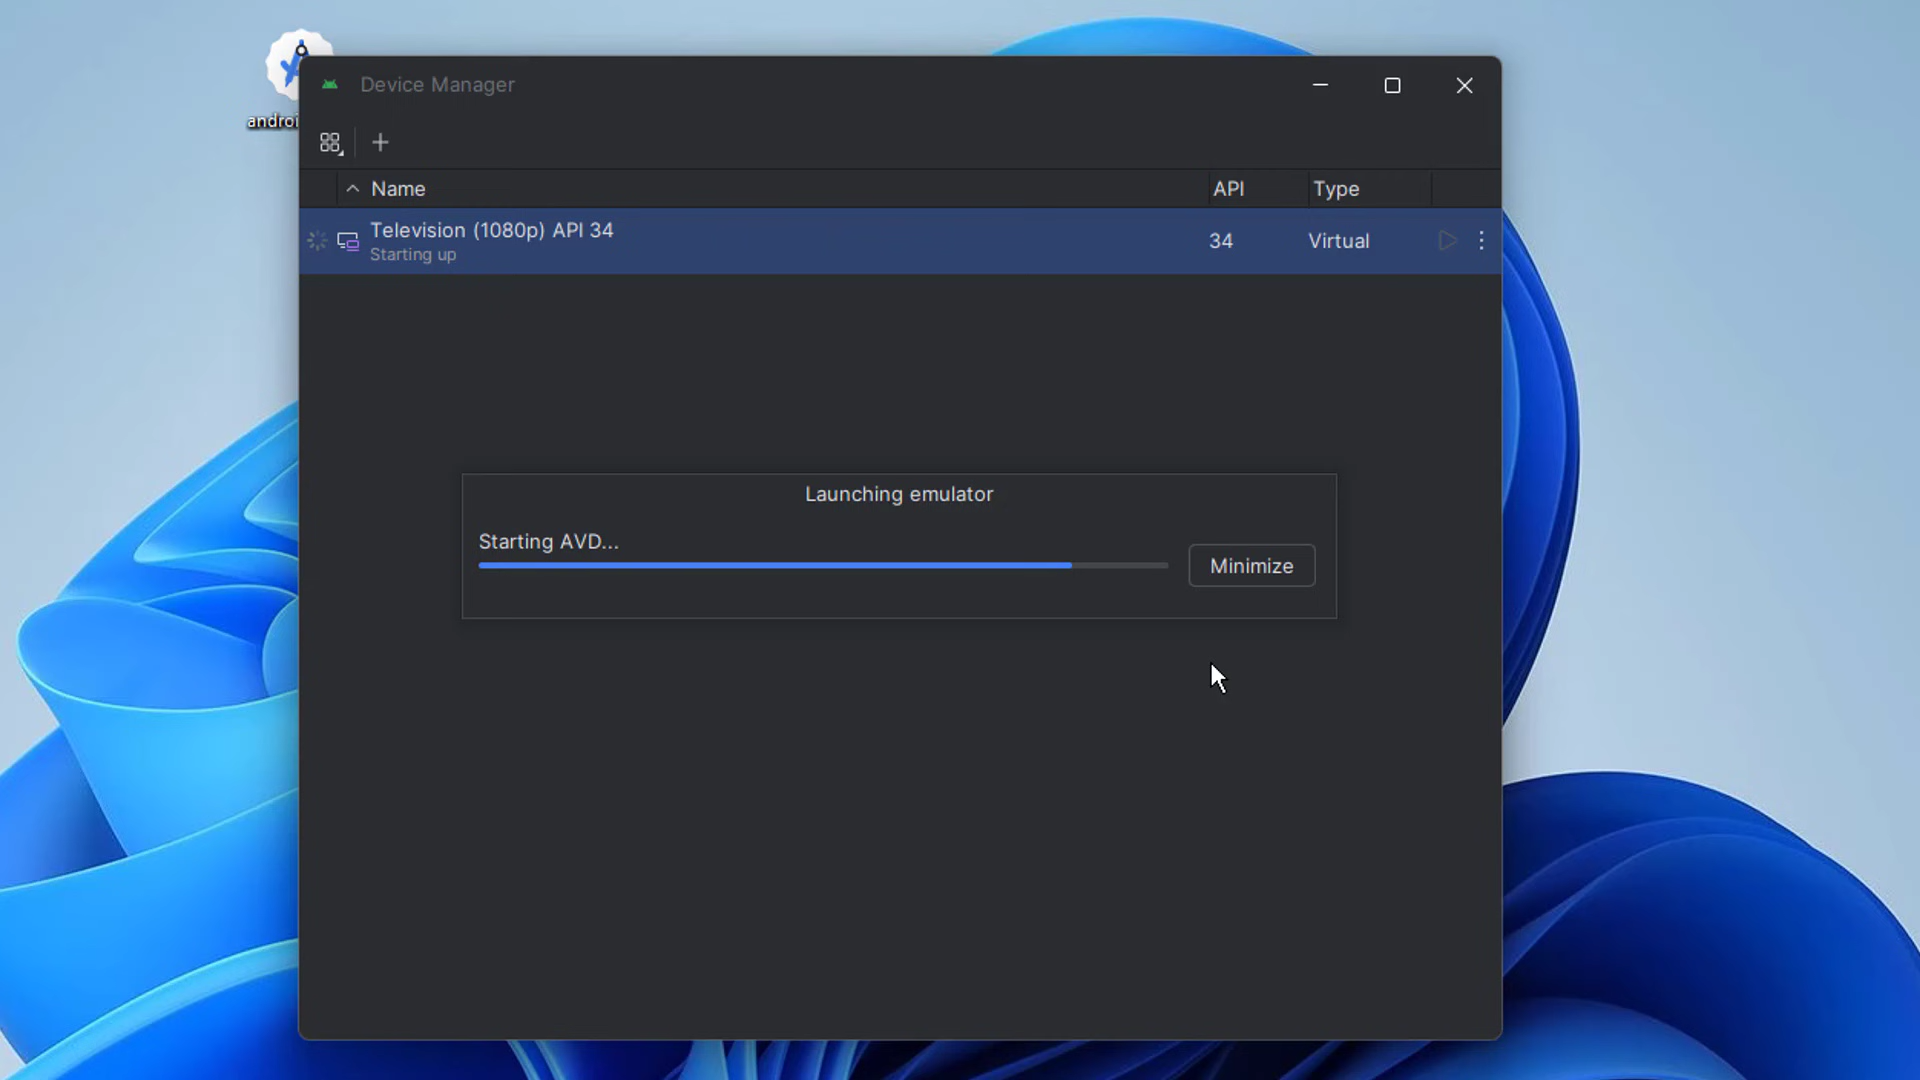 Device Manager
androi
Name API Type
Television (1080p) API 34
Starting up
34 Virtual
Launching emulator
Starting AVD...
Minimize